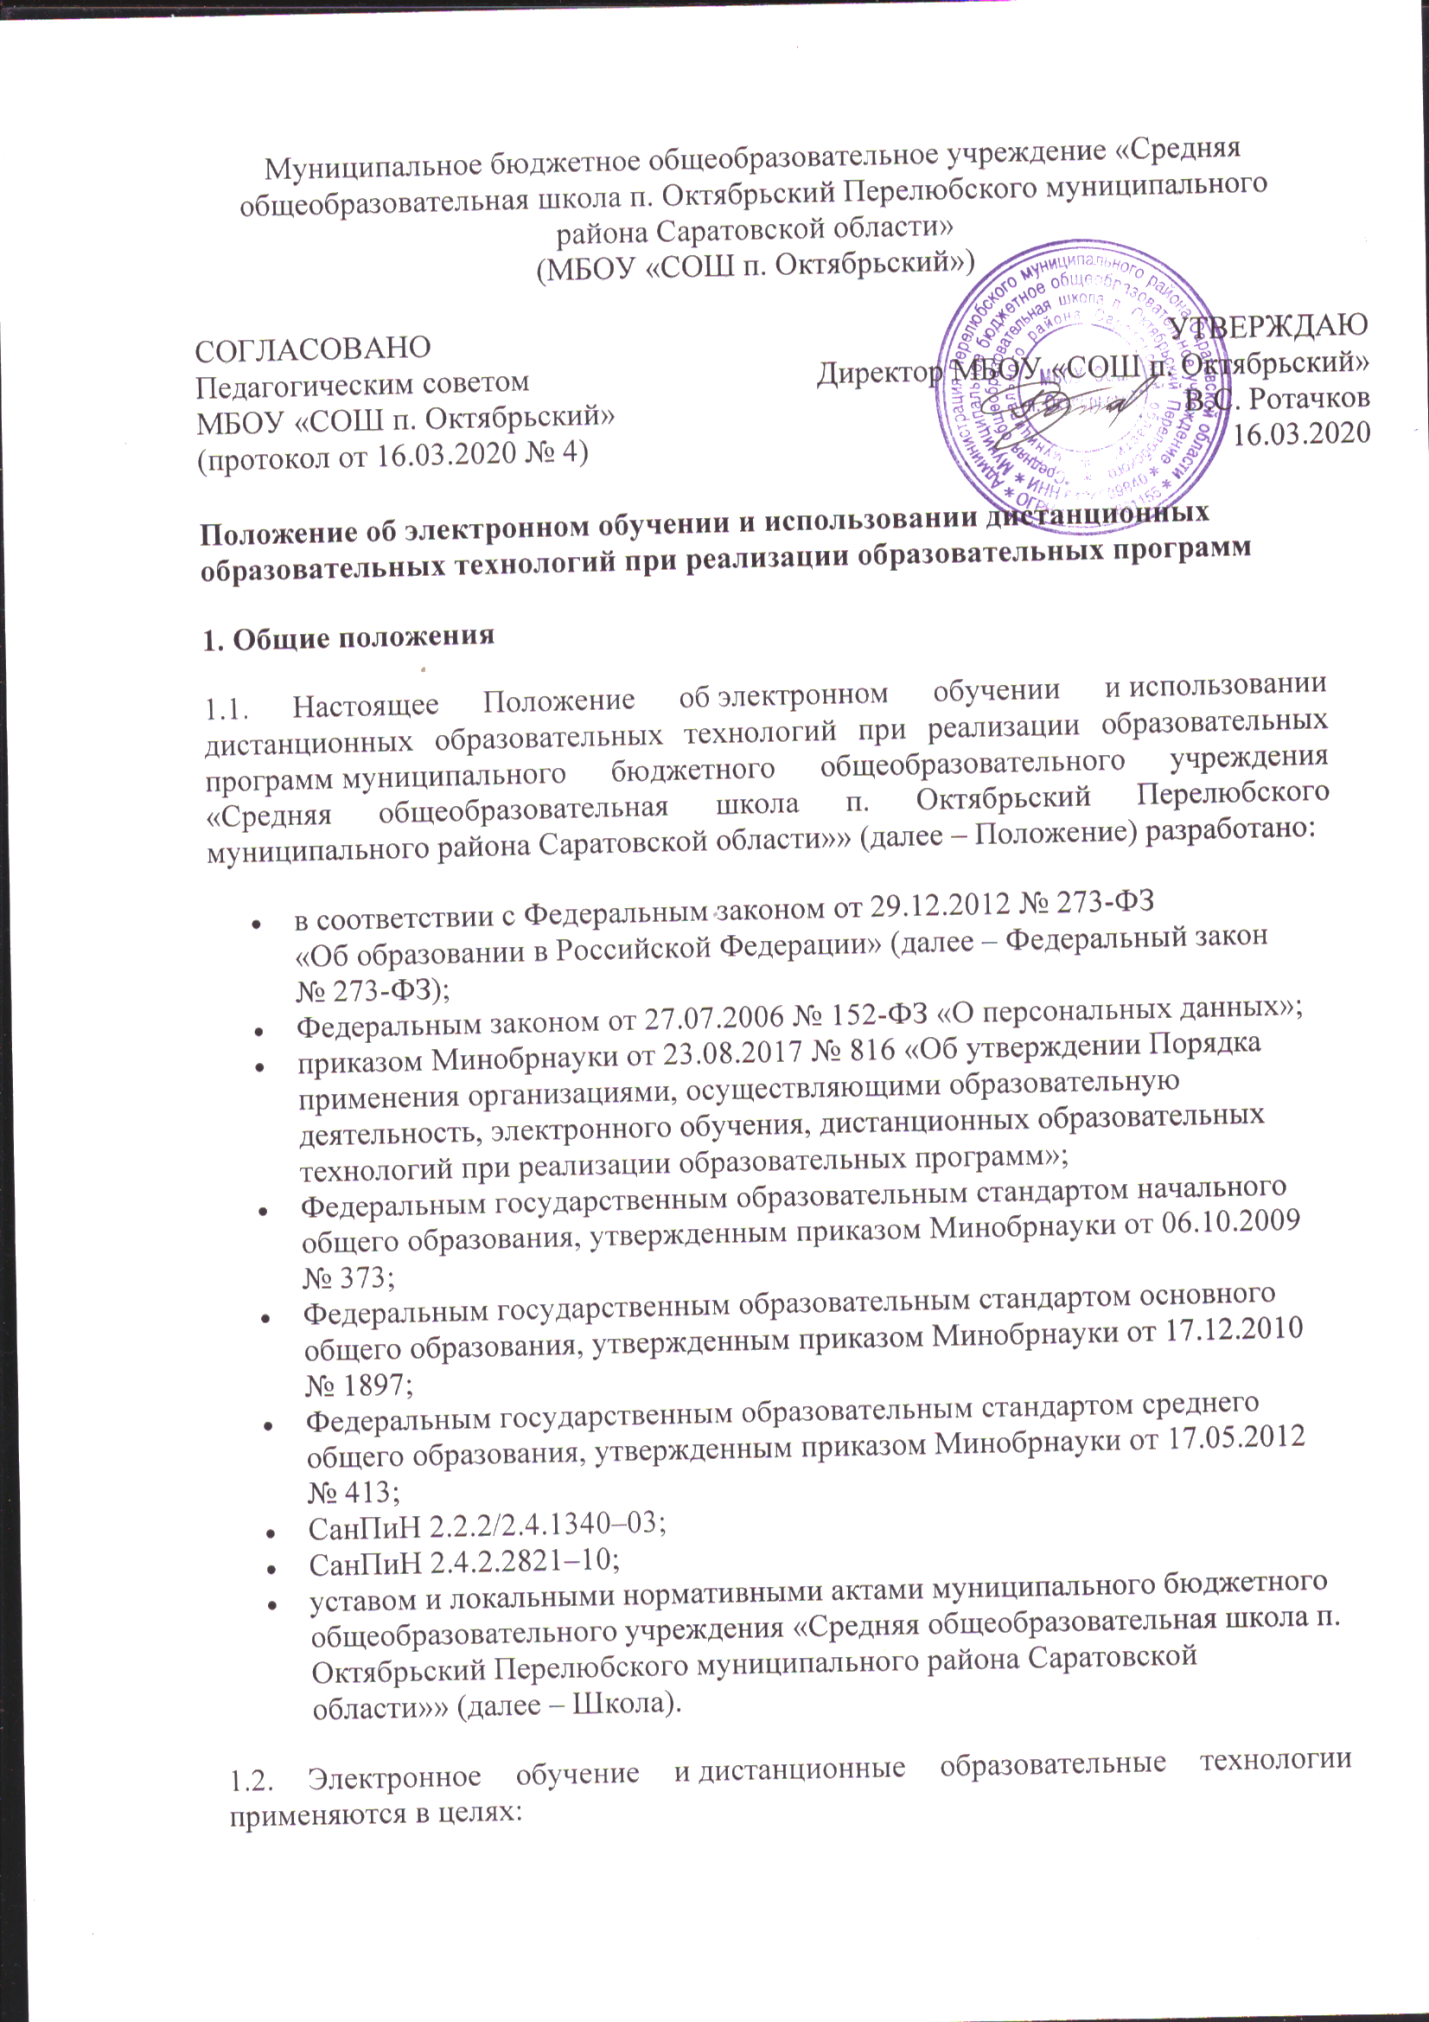 Муниципальное бюджетное общеобразовательное учреждение «Средняя
общеобразовательная школа п. Октябрьский Перелюбского муниципального
района Саратовской области»
(МБОУ «СОШ п. Октябрьский»)
СОГЛАСОВАНО
Педагогическим советом
МБОУ «СОШ п. Октябрьский»
(протокол от 16.03.2020 № 4)
УТВЕРЖДАЮ
Директор МБОУ «СОШ п. Октябрьский»
В.С. Ротачков
16.03.2020
Положение об электронном обучении и использовании дистанционных
образовательных технологий при реализации образовательных программ
1. Общие положения
1.1. Настоящее Положение об электронном обучении и использовании
дистанционных образовательных технологий при реализации образовательных
программ муниципального бюджетного общеобразовательного учреждения
«Средняя общеобразовательная школа п. Октябрьский Перелюбского
муниципального района Саратовской области»» (далее – Положение) разработано:
• в соответствии с Федеральным законом от 29.12.2012 № 273-ФЗ
«Об образовании в Российской Федерации» (далее – Федеральный закон
№ 273-ФЗ);
• Федеральным законом от 27.07.2006 № 152-ФЗ «О персональных данных»;
• приказом Минобрнауки от 23.08.2017 № 816 «Об утверждении Порядка
применения организациями, осуществляющими образовательную
деятельность, электронного обучения, дистанционных образовательных
технологий при реализации образовательных программ»;
• Федеральным государственным образовательным стандартом начального
общего образования, утвержденным приказом Минобрнауки от 06.10.2009
№ 373;
• Федеральным государственным образовательным стандартом основного
общего образования, утвержденным приказом Минобрнауки от 17.12.2010
№ 1897;
• Федеральным государственным образовательным стандартом среднего
общего образования, утвержденным приказом Минобрнауки от 17.05.2012
№ 413;
• СанПиН 2.2.2/2.4.1340–03;
• СанПиН 2.4.2.2821–10;
• уставом и локальными нормативными актами муниципального бюджетного
общеобразовательного учреждения «Средняя общеобразовательная школа п.
Октябрьский Перелюбского муниципального района Саратовской
области»» (далее – Школа).
1.2. Электронное обучение и дистанционные образовательные технологии
применяются в целях: